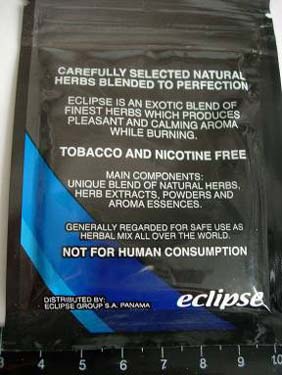 CAREFULLY SELECTED NATURAL
HERBS BLENDED TO PERFECTION
ECLIPSE IS AN EXOTIC BLEND OF
FINEST HERBS WHICH PRODUCES
PLEASANT AND CALMING AROMA
WHILE BURNING.
TOBACCO AND NICOTINE FREE
MAIN COMPONENTS:
UNIQUE BLEND OF NATURAL HERBS,
HERB EXTRACTS, POWDERS AND
AROMA ESSENCES.
GENERALLY REGARDED FOR SAFE USE AS
HERBAL MIX ALL OVER THE WORLD.
NOT FOR HUMAN CONSUMPTION
DISTRIBUTED BY:
ECLIPSE GROUP S.A. PANAMA
eclipse
3 4 5 6 7 8 9 10